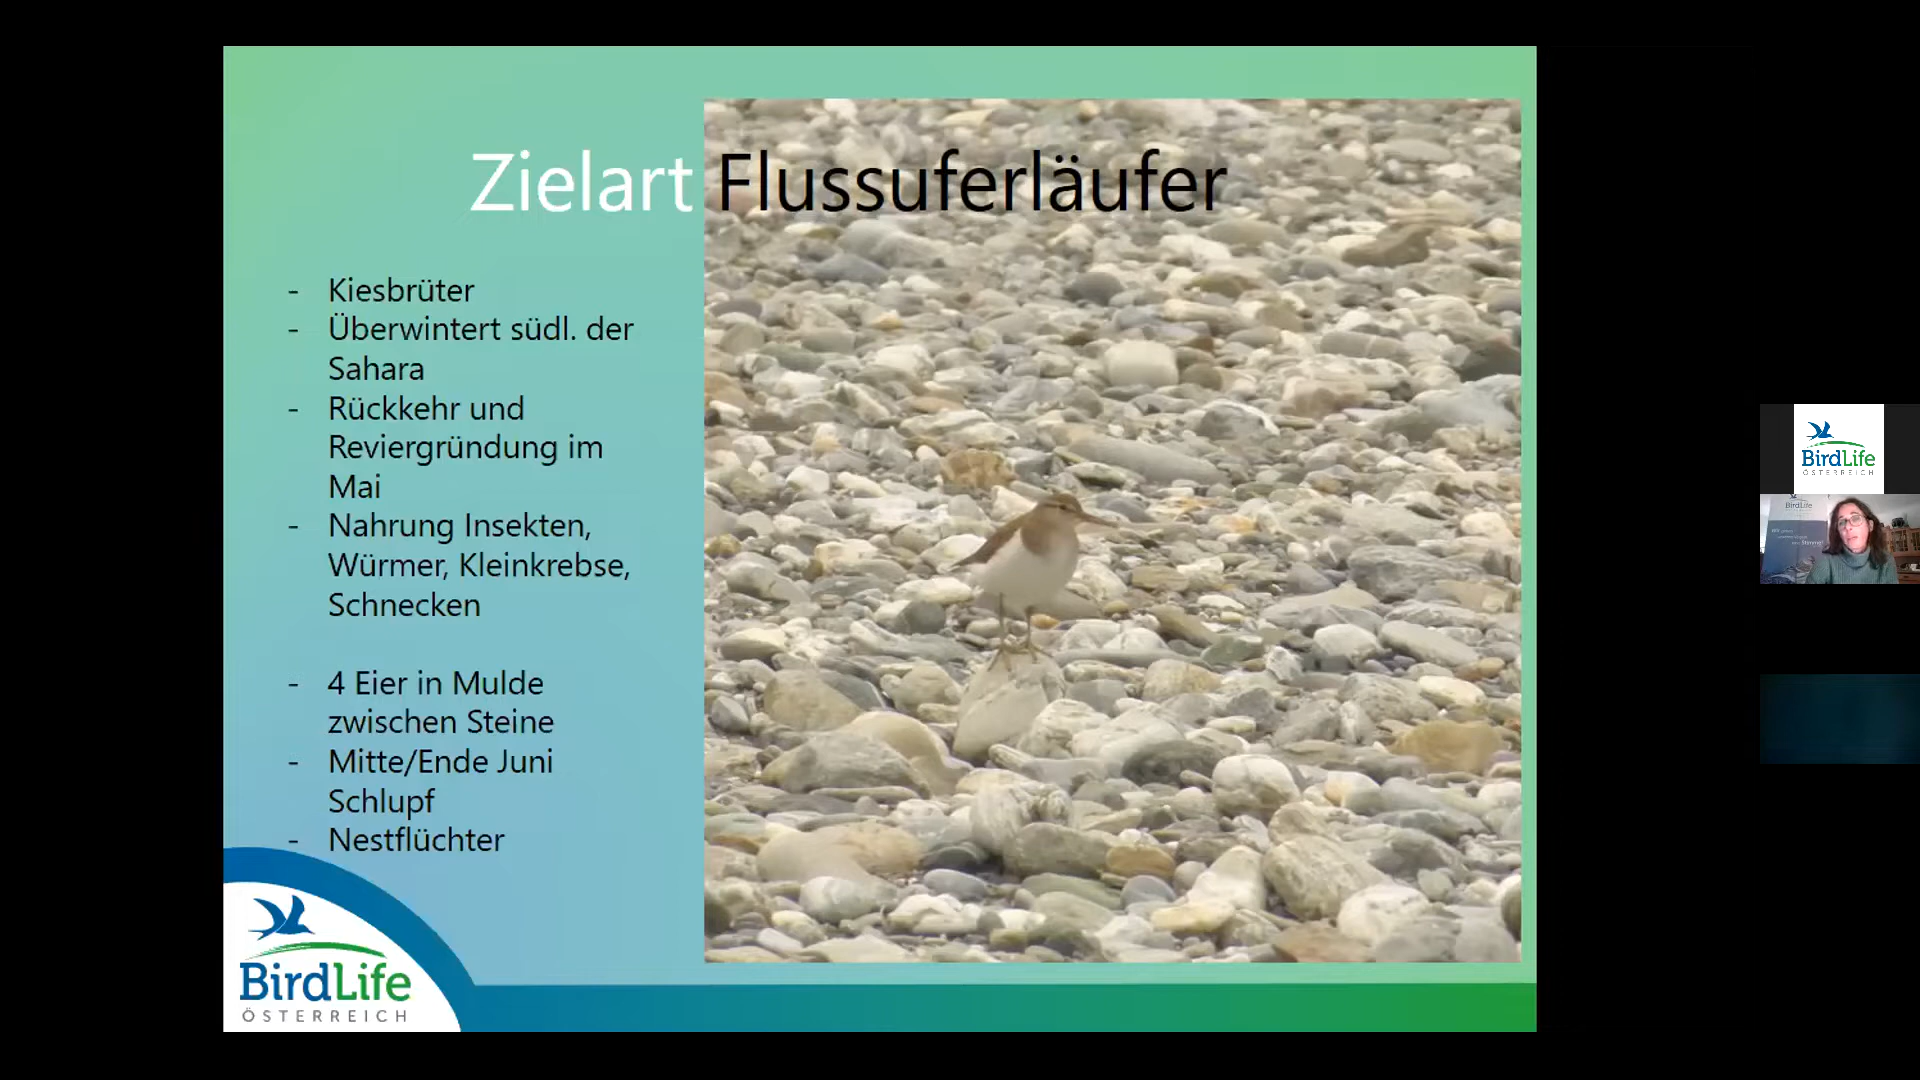 Zielart Flussuferläufer
- Kiesbrüter
- Überwintert südl. der
Sahara
- Rückkehr und
Reviergründung im
Mai
- Nahrung Insekten,
Würmer, Kleinkrebse,
Schnecken
- 4 Eier in Mulde
zwischen Steine
- Mitte/Ende Juni
Schlupf
- Nestflüchter
BirdLife
ÖSTERREICH
BirdLife
ÖSTERREICH
BirdLife